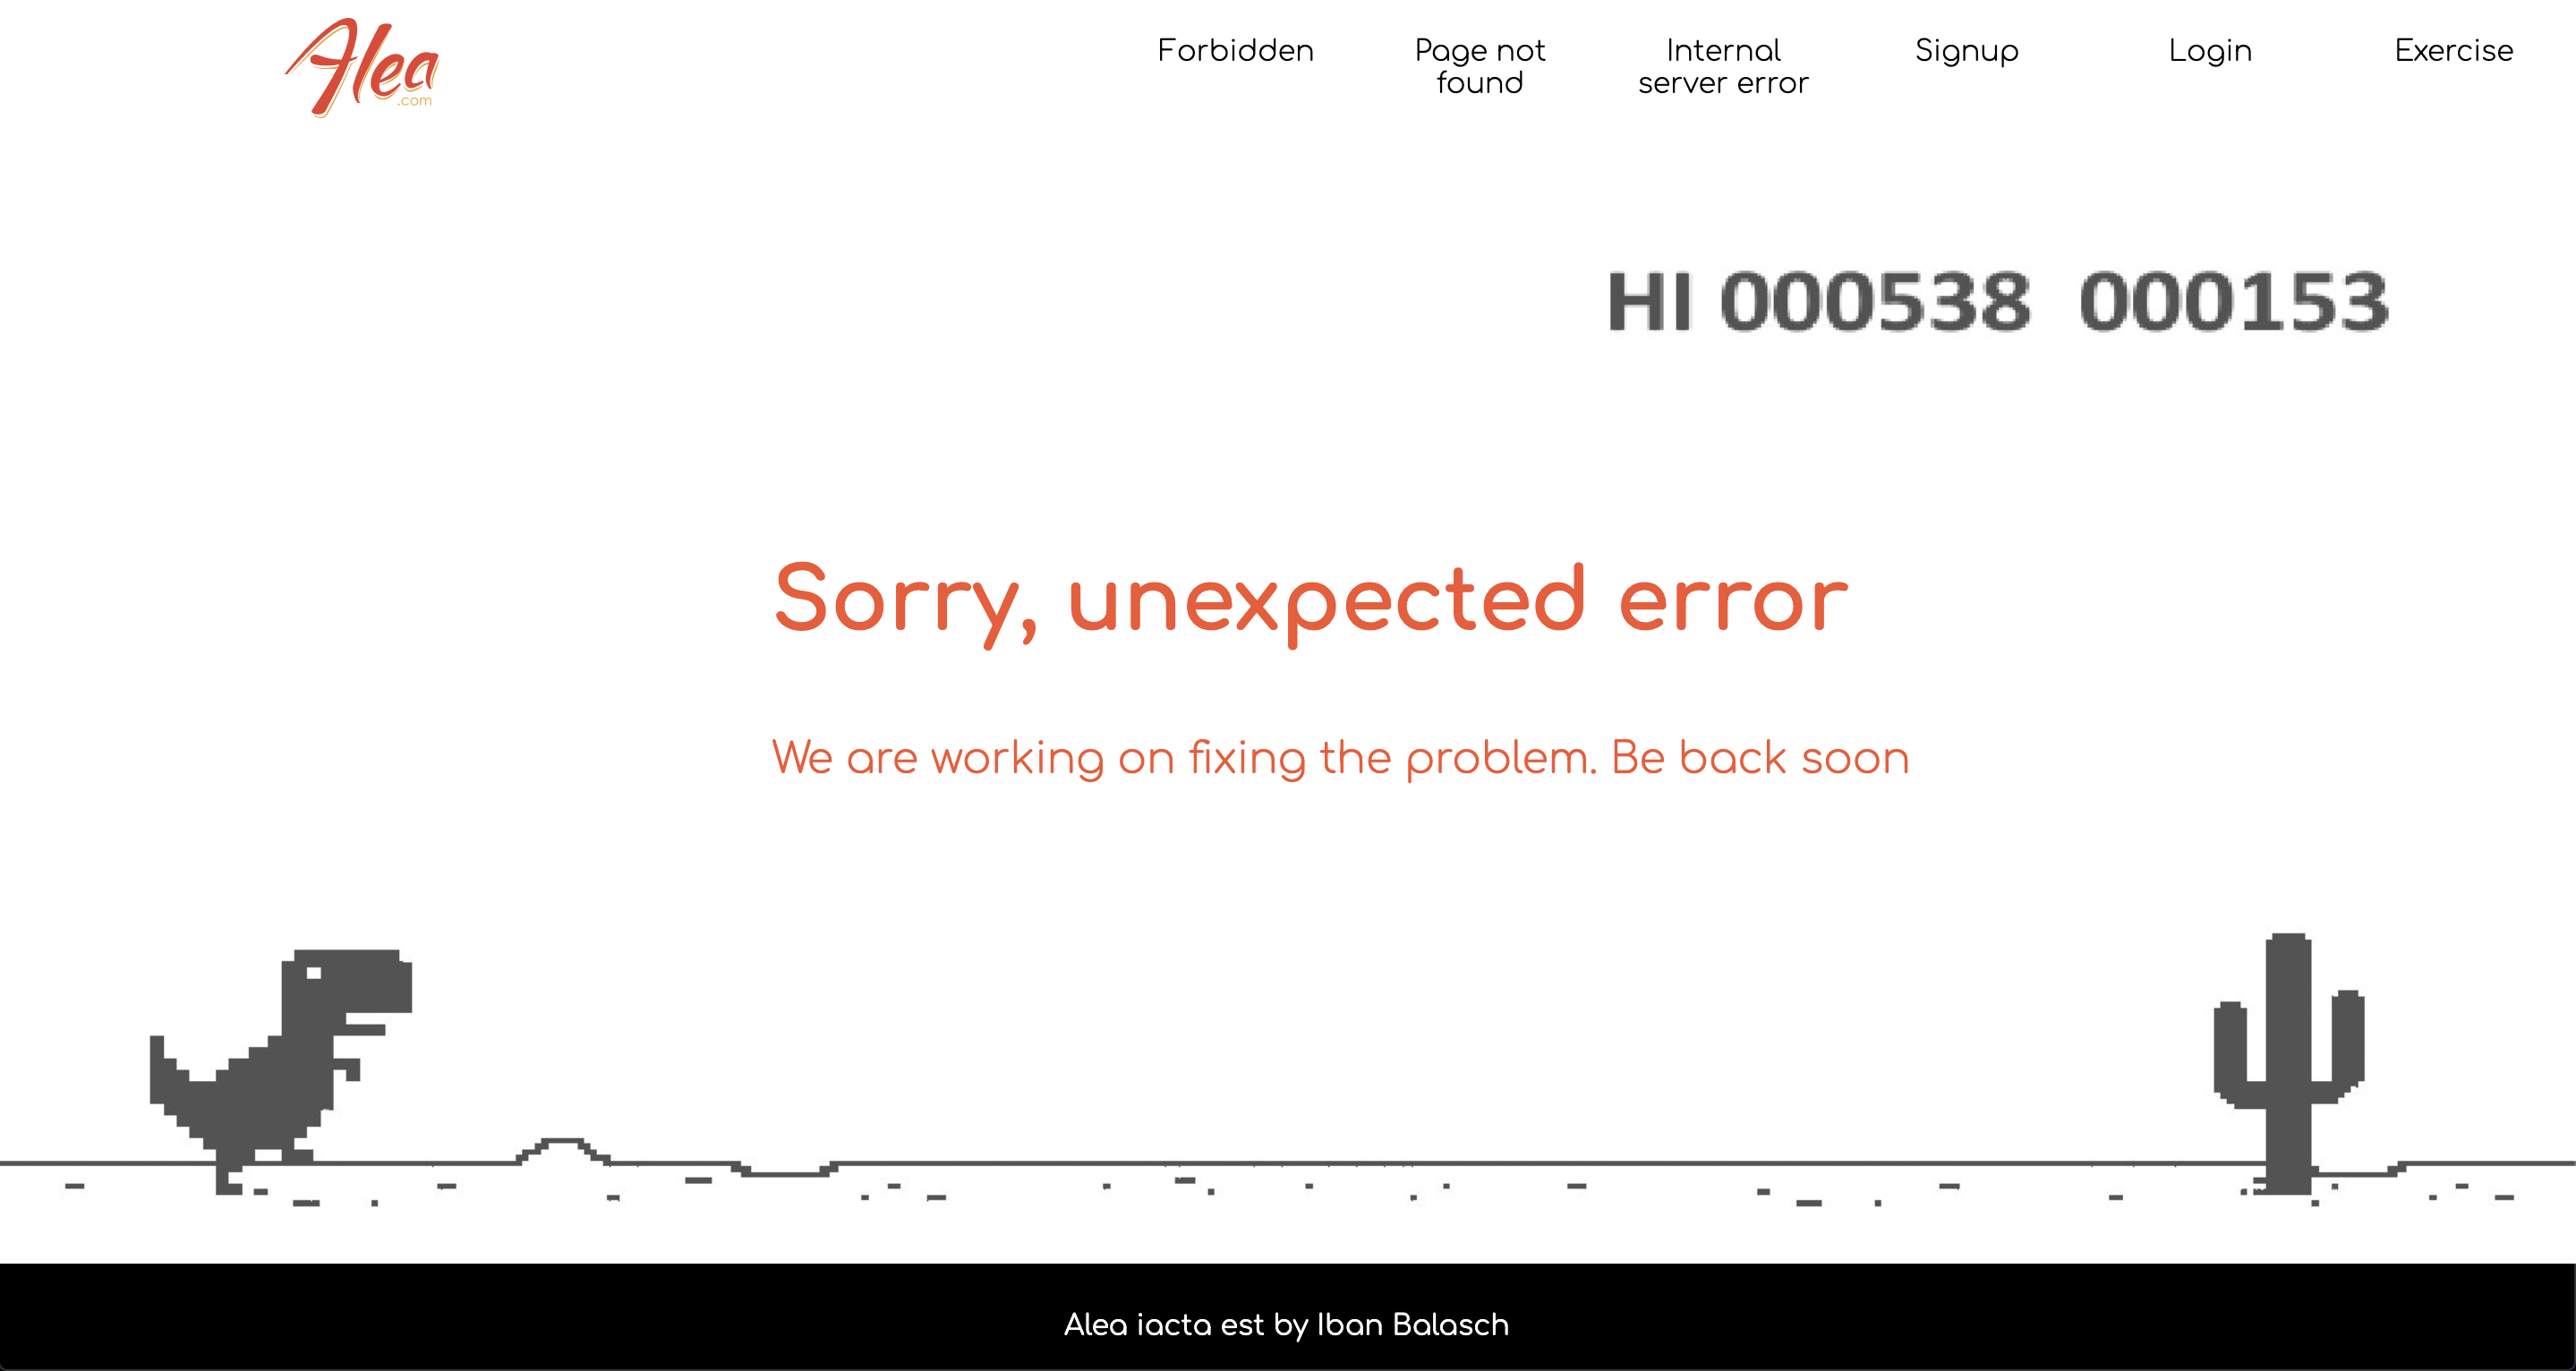 Alea
.com
Forbidden
Page not
found
Internal
server error
Signup
Login
Exercise
HI 000538 000153
Sorry, unexpected error
We are working on fixing the problem. Be back soon
Alea iacta est by Iban Balasch